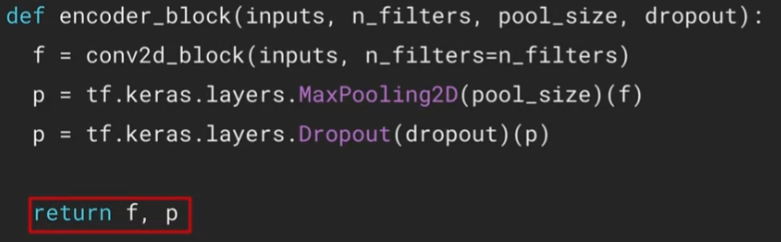 def encoder_block(inputs, n_filters, pool_size, dropout):
  f = conv2d_block(inputs, n_filters=n_filters)
  p = tf.keras.layers.MaxPooling2D(pool_size)(f)
  p = tf.keras.layers.Dropout(dropout)(p)

  return f, p